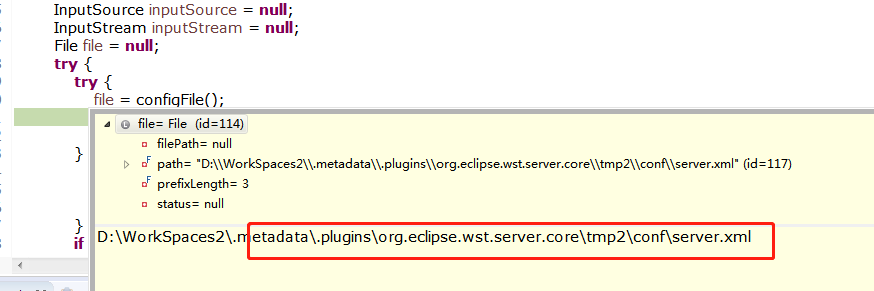 InputSource inputSource = null;
InputStream inputStream = null;
File file = null;
try {
try {
file = configFile();
file= File (id=114)
filePath= null
F path= "D:\\WorkSpaces2\\.metadata\\.plugins\\org.eclipse.wst.server.core\\tmp2\\conf\\server.xml" (id=117)
F prefixLength= 3
status= null
}
}
if
D:\WorkSpaces2\.metadata\.plugins\org.eclipse.wst.server.core\tmp2\conf\server.xml